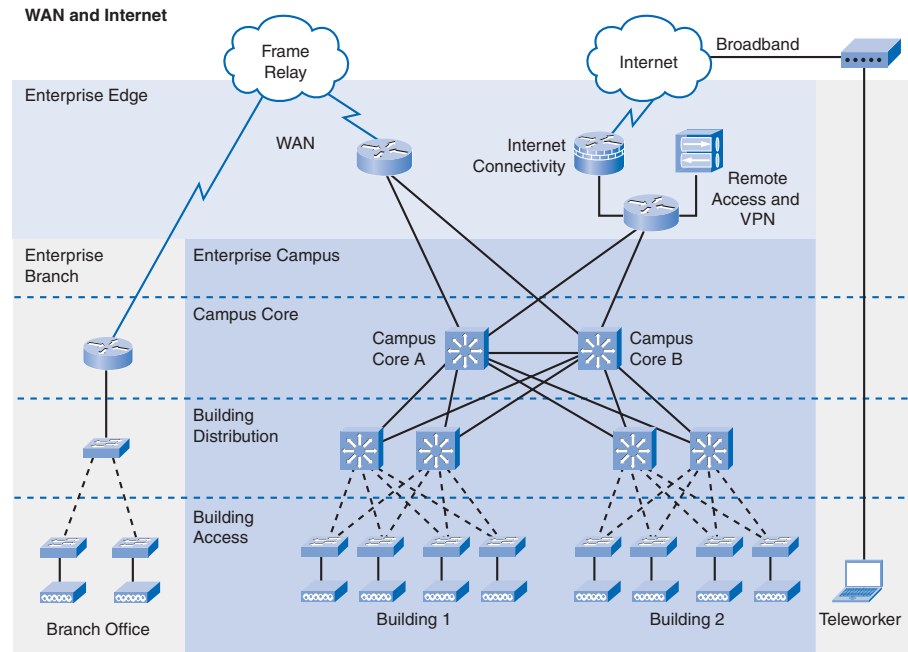 WAN and Internet
Frame
Relay
Internet
Broadband
Enterprise Edge
WAN
Internet
Connectivity
Remote
Access and
VPN
Enterprise
Branch
Enterprise Campus
Campus Core
Campus
Core A
Campus
Core B
Building
Distribution
Building
Access
Branch Office
Building 1
Building 2
Teleworker